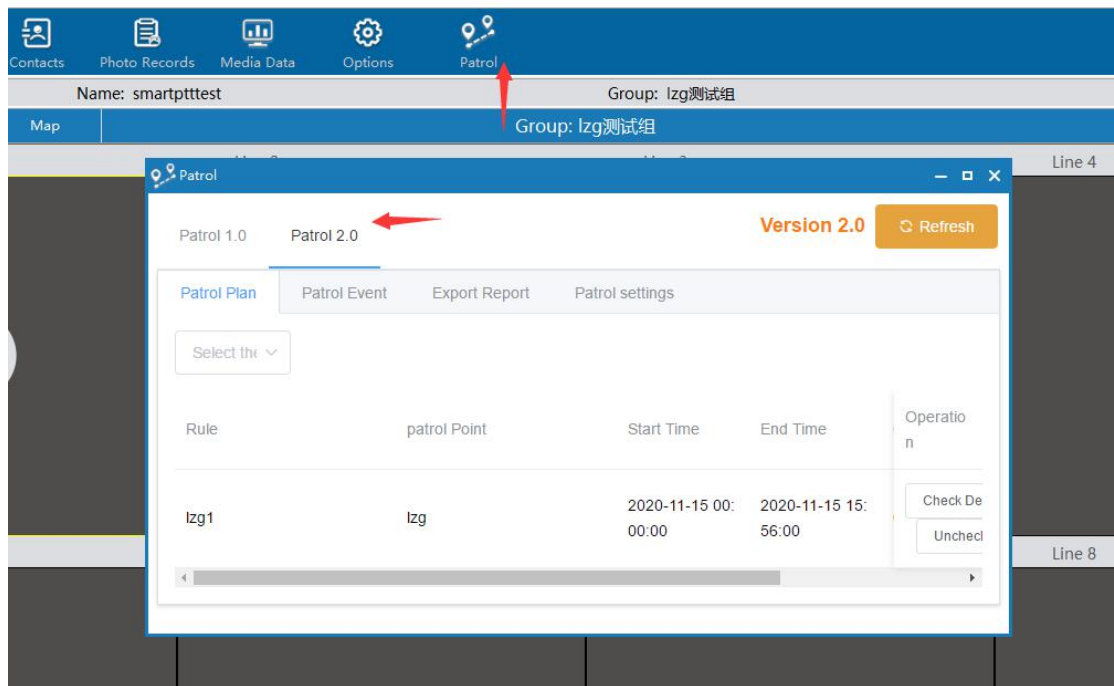 Contacts Photo Records Media Data Options Patrol
Name: smartptttest Group: lzg测试组
Map Group: lzg测试组
Line 4
Patrol
Patrol 1.0 Patrol 2.0 Version 2.0 Refresh
Patrol Plan Patrol Event Export Report Patrol settings
Select the
Rule patrol Point Start Time End Time Operatio
n
lzg1 lzg 2020-11-15 00: 2020-11-15 15: Check De
00:00 56:00 Uncheck
Line 8